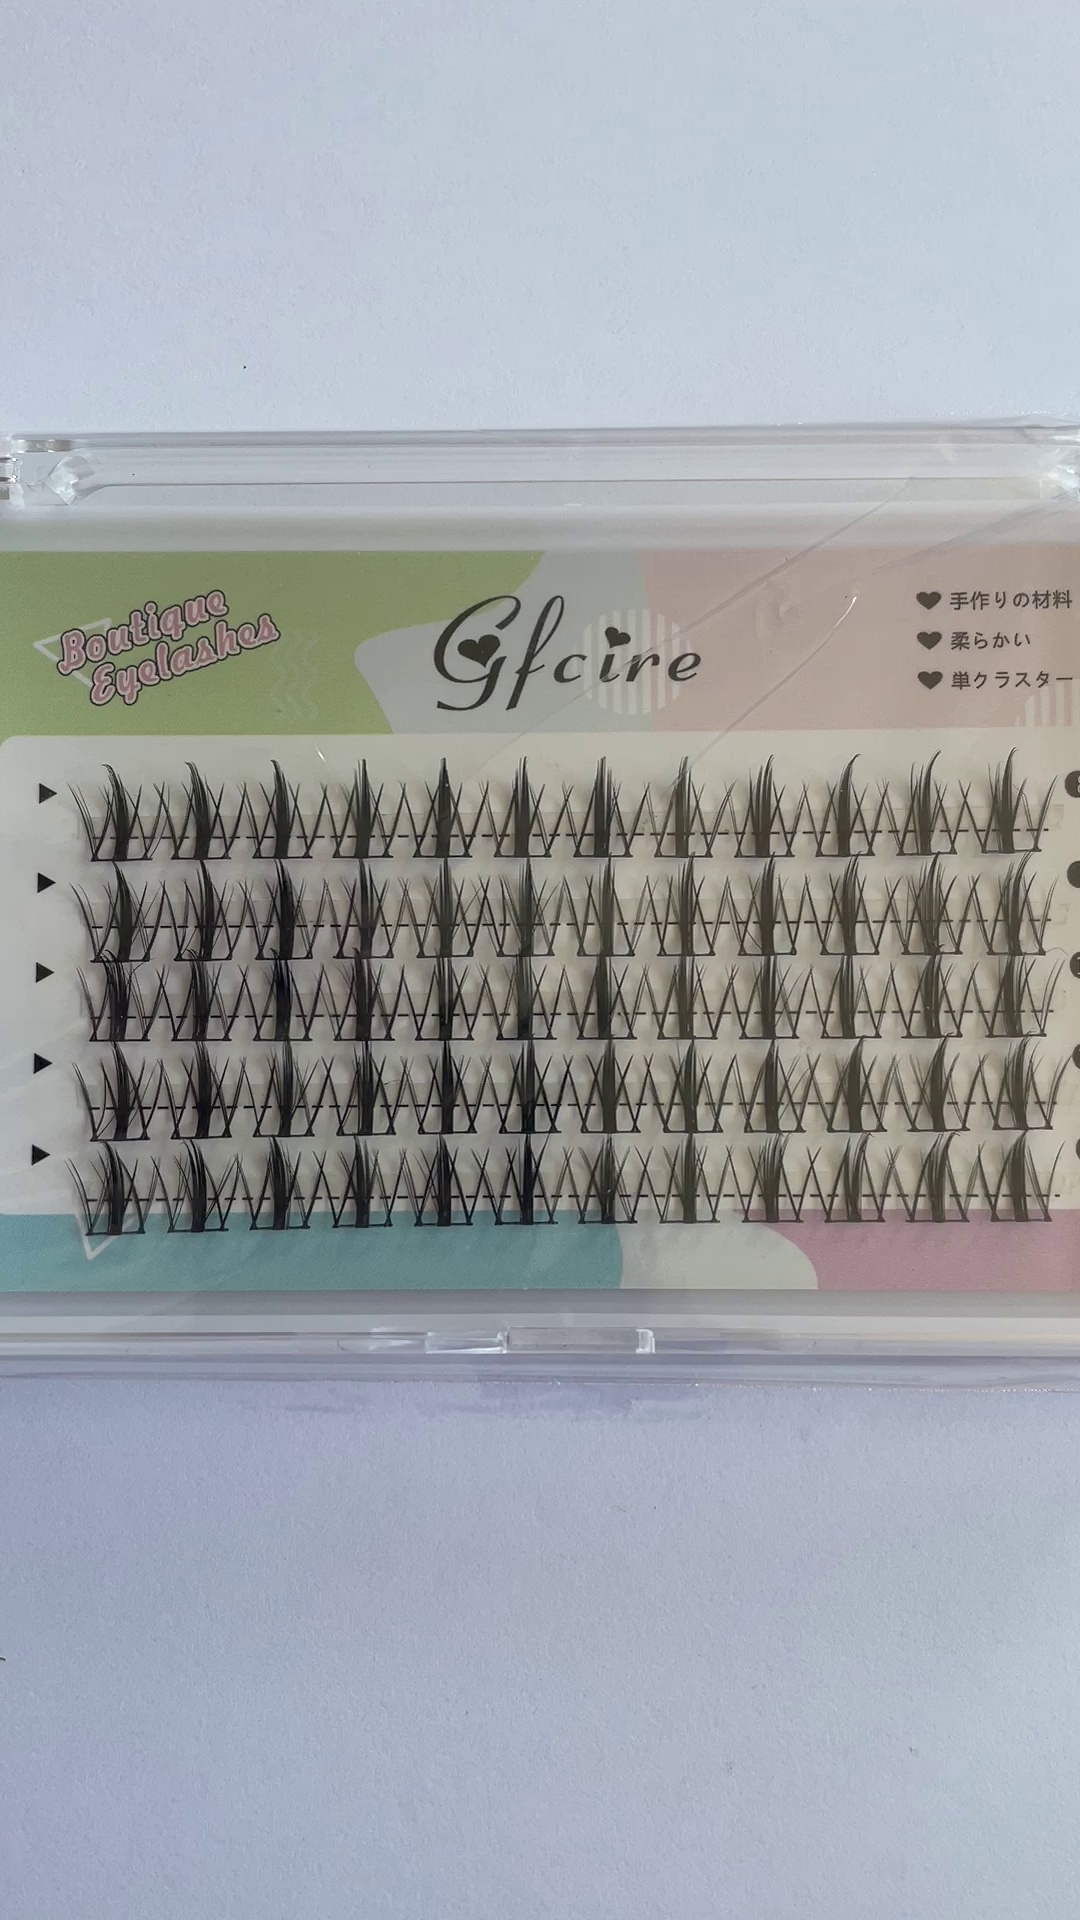 Boutique
Eyelashes
Gfcire
手作りの材料
柔らかい
単クラスター